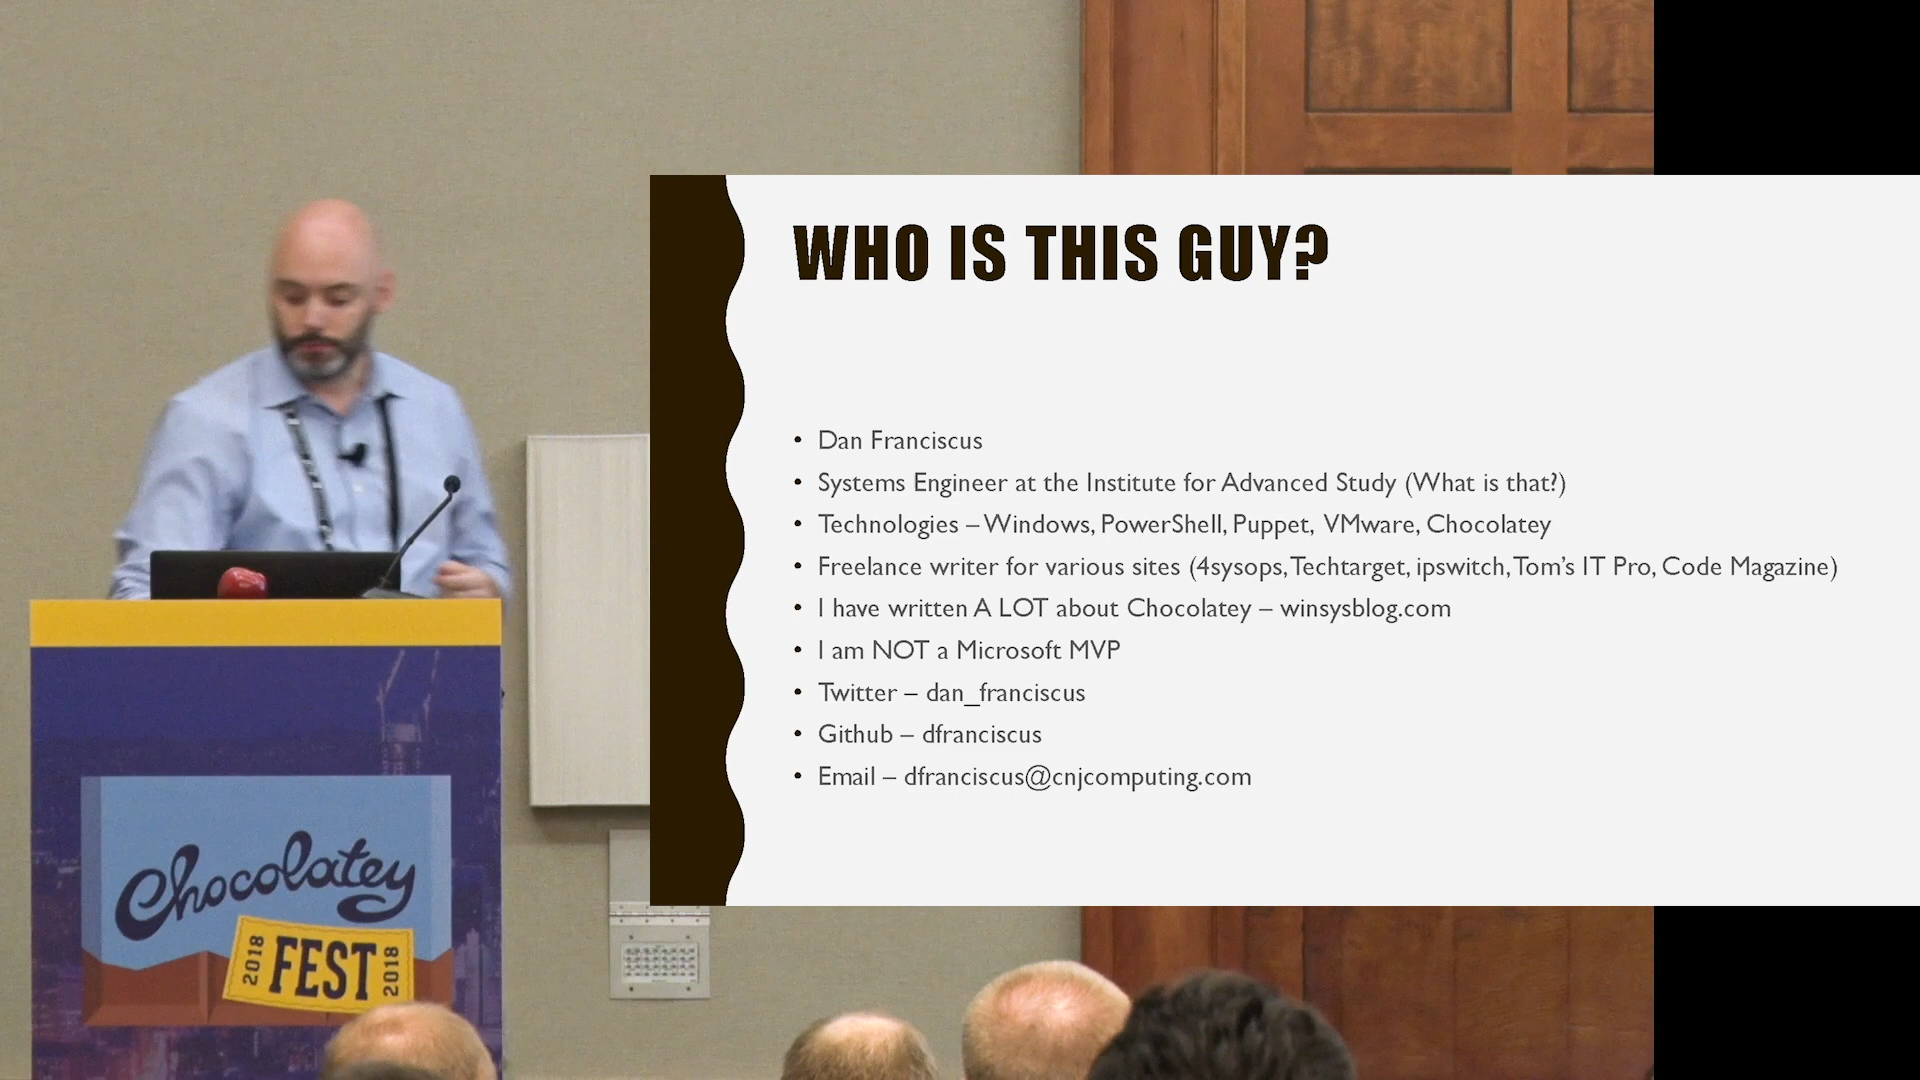 WHO IS THIS GUY?
• Dan Franciscus
• Systems Engineer at the Institute for Advanced Study (What is that?)
• Technologies – Windows, PowerShell, Puppet, VMware, Chocolatey
• Freelance writer for various sites (4sysops, Techtarget, ipswitch, Tom's IT Pro, Code Magazine)
• I have written A LOT about Chocolatey – winsysblog.com
• I am NOT a Microsoft MVP
• Twitter – dan_franciscus
• Github – dfranciscus
• Email – dfranciscus@cnjcomputing.com
Chocolatey
2018 FEST 2018